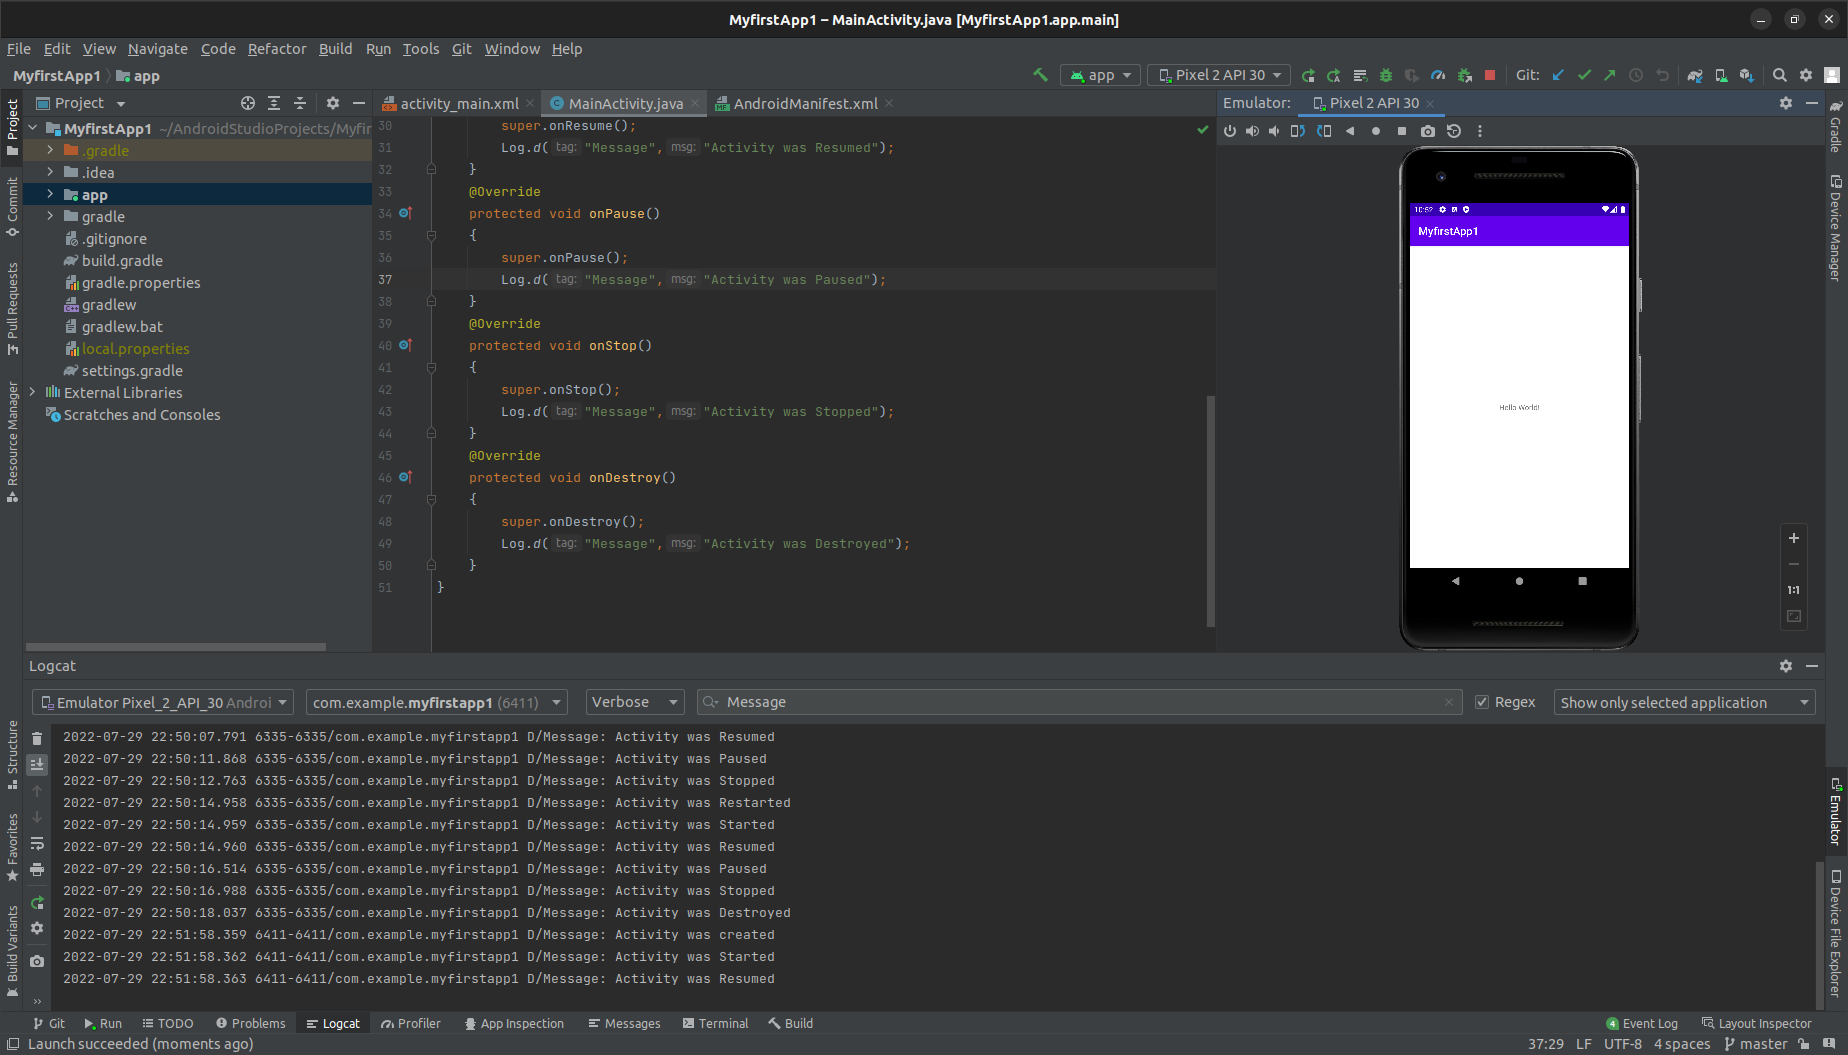 MyfirstApp1 – MainActivity.java [MyfirstApp1.app.main]
File Edit View Navigate Code Refactor Build Run Tools Git Window Help
MyfirstApp1 app
app Pixel 2 API 30 Git:
Project
activity_main.xml MainActivity.java AndroidManifest.xml
Emulator: Pixel 2 API 30
MyfirstApp1 ~/AndroidStudioProjects/Myfir
.gradle
.idea
app
gradle
.gitignore
build.gradle
gradle.properties
gradlew
gradlew.bat
local.properties
settings.gradle
External Libraries
Scratches and Consoles
30 super.onResume();
31 Log.d( tag: "Message", msg: "Activity was Resumed");
32 }
33 @Override
34 protected void onPause()
35 {
36 super.onPause();
37 Log.d( tag: "Message", msg: "Activity was Paused");
38 }
39 @Override
40 protected void onStop()
41 {
42 super.onStop();
43 Log.d( tag: "Message", msg: "Activity was Stopped");
44 }
45 @Override
46 protected void onDestroy()
47 {
48 super.onDestroy();
49 Log.d( tag: "Message", msg: "Activity was Destroyed");
50 }
51 }
10:52
MyfirstApp1
Hello World!
1:1
Project
Commit
Pull Requests
Resource Manager
Structure
Favorites
Build Variants
Gradle
Device Manager
Emulator
Device File Explorer
Logcat
Emulator Pixel_2_API_30 Androi com.example.myfirstapp1 (6411) Verbose Message Regex Show only selected application
2022-07-29 22:50:07.791 6335-6335/com.example.myfirstapp1 D/Message: Activity was Resumed
2022-07-29 22:50:11.868 6335-6335/com.example.myfirstapp1 D/Message: Activity was Paused
2022-07-29 22:50:12.763 6335-6335/com.example.myfirstapp1 D/Message: Activity was Stopped
2022-07-29 22:50:14.958 6335-6335/com.example.myfirstapp1 D/Message: Activity was Restarted
2022-07-29 22:50:14.959 6335-6335/com.example.myfirstapp1 D/Message: Activity was Started
2022-07-29 22:50:14.960 6335-6335/com.example.myfirstapp1 D/Message: Activity was Resumed
2022-07-29 22:50:16.514 6335-6335/com.example.myfirstapp1 D/Message: Activity was Paused
2022-07-29 22:50:16.988 6335-6335/com.example.myfirstapp1 D/Message: Activity was Stopped
2022-07-29 22:50:18.037 6335-6335/com.example.myfirstapp1 D/Message: Activity was Destroyed
2022-07-29 22:51:58.359 6411-6411/com.example.myfirstapp1 D/Message: Activity was created
2022-07-29 22:51:58.362 6411-6411/com.example.myfirstapp1 D/Message: Activity was Started
2022-07-29 22:51:58.363 6411-6411/com.example.myfirstapp1 D/Message: Activity was Resumed
Git Run TODO Problems Logcat Profiler App Inspection Messages Terminal Build 4 Event Log Layout Inspector
Launch succeeded (moments ago) 37:29 LF UTF-8 4 spaces master